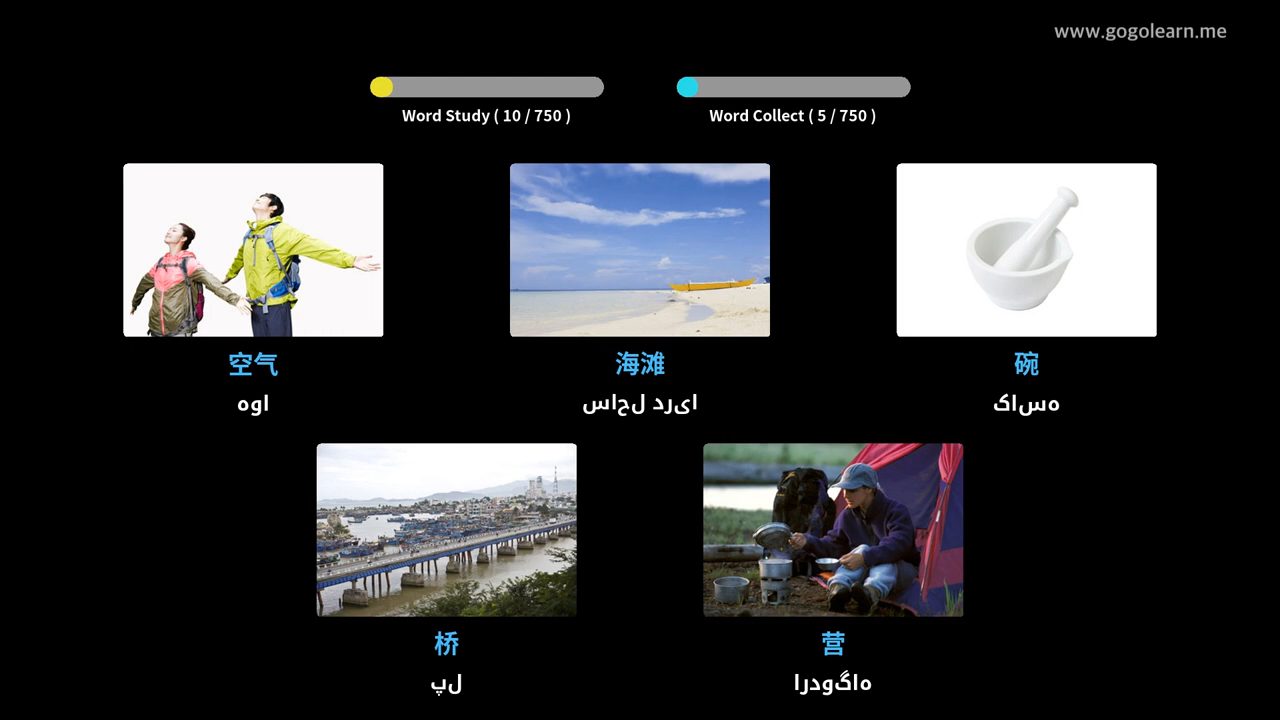 www.gogolearn.me
Word Study ( 10 / 750 )
Word Collect ( 5 / 750 )
空气
هوا
海滩
ساحل دریا
碗
کاسه
桥
پل
营
اردوگاه